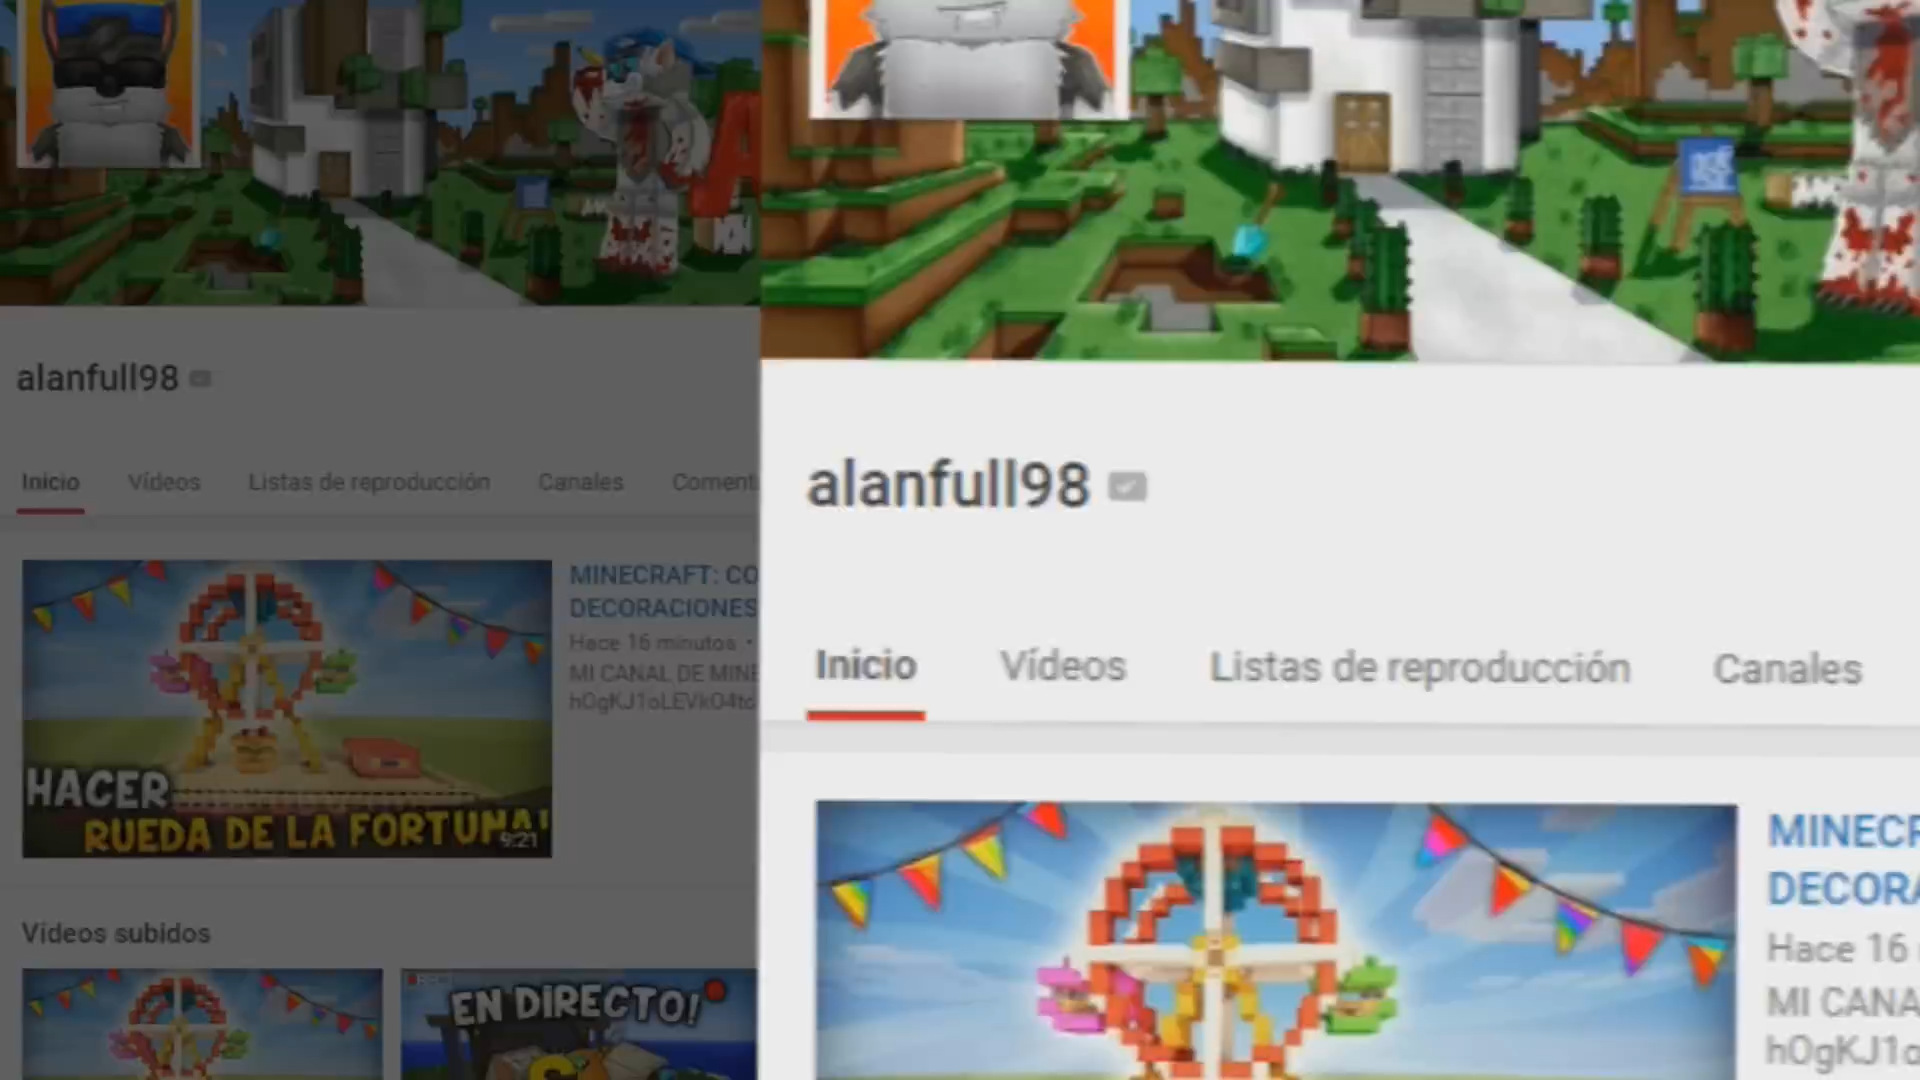 alanfull98
Inicio Vídeos Listas de reproducción Canales
MINECRAFT: CO
DECORACIONES
Hace 16 minutos
MI CANAL DE MINE
hOgKJ1oLEVkO4to
HACER
RUEDA DE LA FORTUNA!
9:21
Vídeos subidos
EN DIRECTO!
alanfull98
Inicio Vídeos Listas de reproducción Canales
MINECR
DECORA
Hace 16
MI CANA
hOgKJ1o